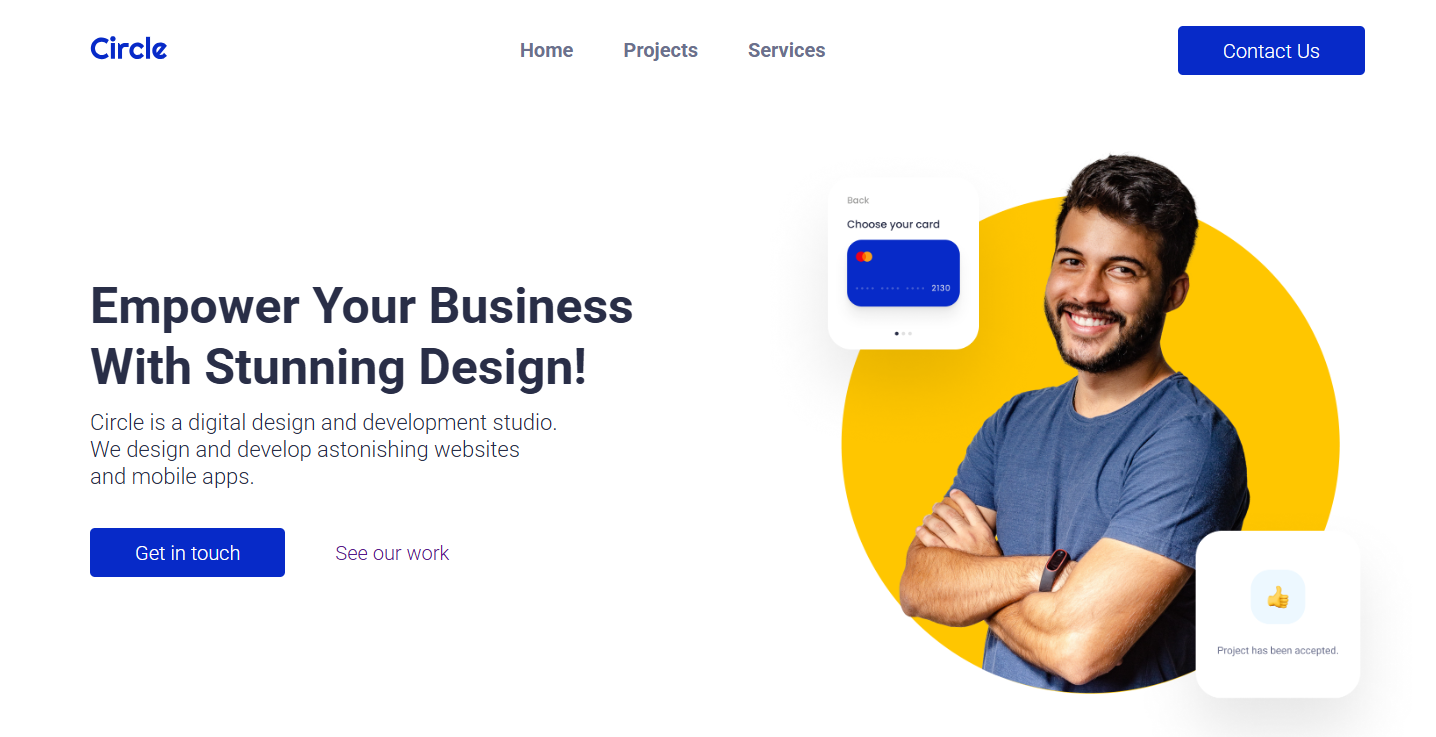 Circle
Home
Projects
Services
Contact Us
Back
Choose your card
2130
Empower Your Business
With Stunning Design!
Circle is a digital design and development studio.
We design and develop astonishing websites
and mobile apps.
Get in touch
See our work
Project has been accepted.